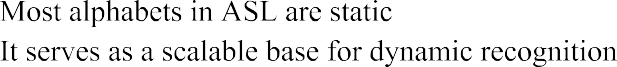 Most alphabets in ASL are static
It serves as a scalable base for dynamic recognition